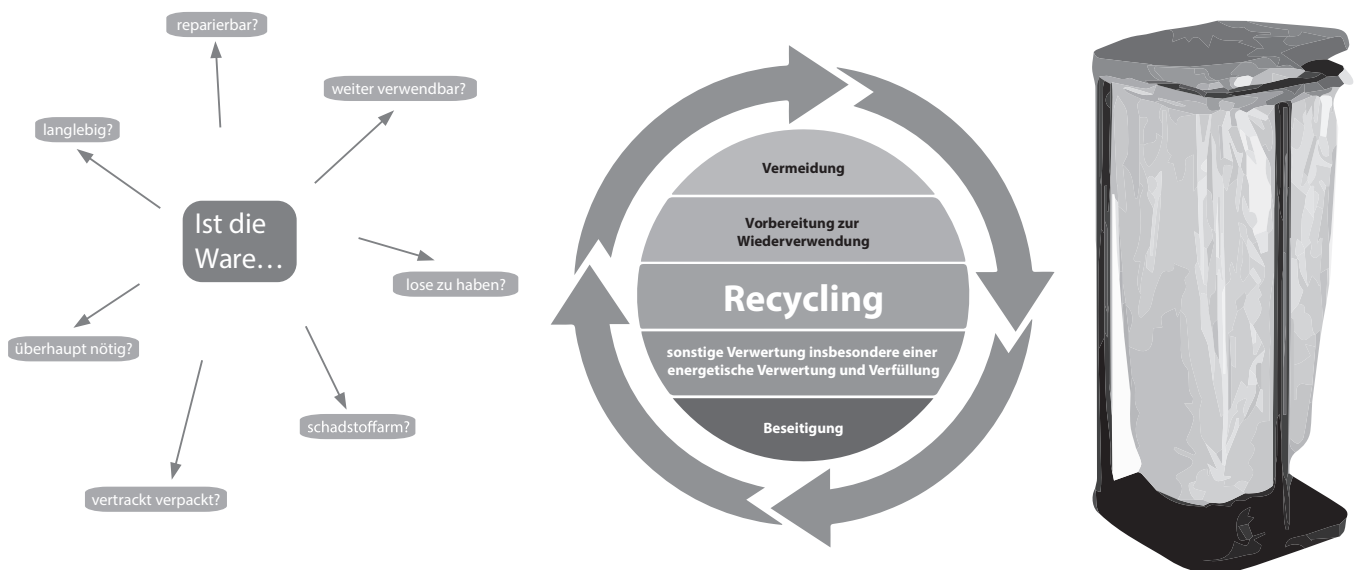 reparierbar?
weiter verwendbar?
langlebig?
Ist die
Ware…
lose zu haben?
überhaupt nötig?
schadstoffarm?
vertrackt verpackt?
Vermeidung
Vorbereitung zur
Wiederverwendung
Recycling
sonstige Verwertung insbesondere einer
energetische Verwertung und Verfüllung
Beseitigung